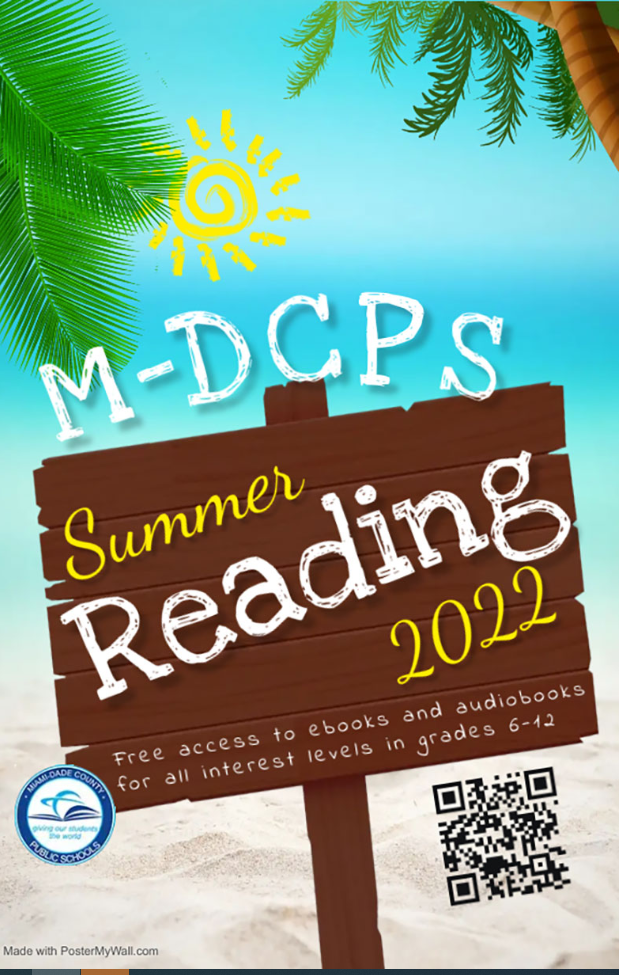 M-DCPS
Summer
Reading
2022
Free access to ebooks and audiobooks
for all interest levels in grades 6-12
MIAMI-DADE COUNTY
giving our students
the world
PUBLIC SCHOOLS
Made with PosterMyWall.com